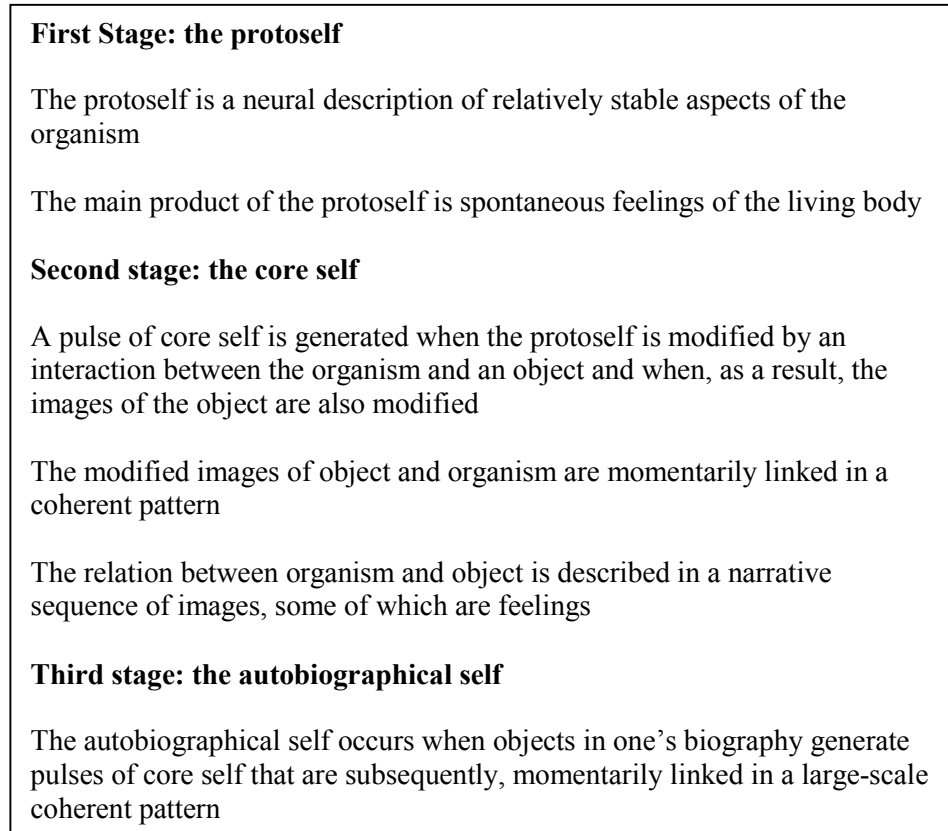 First Stage: the protoself
The protoself is a neural description of relatively stable aspects of the
organism
The main product of the protoself is spontaneous feelings of the living body
Second stage: the core self
A pulse of core self is generated when the protoself is modified by an
interaction between the organism and an object and when, as a result, the
images of the object are also modified
The modified images of object and organism are momentarily linked in a
coherent pattern
The relation between organism and object is described in a narrative
sequence of images, some of which are feelings
Third stage: the autobiographical self
The autobiographical self occurs when objects in one’s biography generate
pulses of core self that are subsequently, momentarily linked in a large-scale
coherent pattern